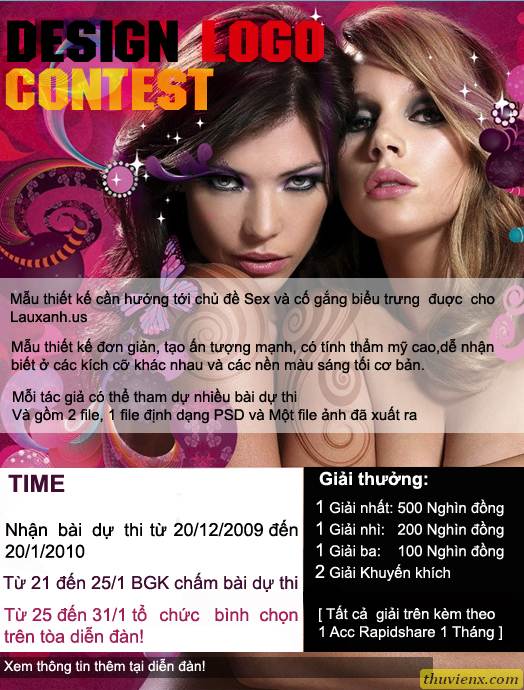 DESIGN LOGO
CONTEST
Mẫu thiết kế cần hướng tới chủ đề Sex và cố gắng biểu trưng đuợc cho
Lauxanh.us
Mẫu thiết kế đơn giản, tạo ấn tượng mạnh, có tính thẩm mỹ cao,dễ nhận
biết ở các kích cỡ khác nhau và các nền màu sáng tối cơ bản.
Mỗi tác giả có thể tham dự nhiều bài dự thi
Và gồm 2 file, 1 file định dạng PSD và Một file ảnh đã xuất ra
TIME
Nhận bài dự thi từ 20/12/2009 đến
20/1/2010
Từ 21 đến 25/1 BGK chấm bài dự thi
Từ 25 đến 31/1 tổ chức bình chọn
trên tòa diễn đàn!
Giải thưởng:
1 Giải nhất: 500 Nghìn đồng
1 Giải nhì: 200 Nghìn đồng
1 Giải ba: 100 Nghìn đồng
2 Giải Khuyến khích
[ Tất cả giải trên kèm theo
1 Acc Rapidshare 1 Tháng ]
Xem thông tin thêm tại diễn đàn!
thuvienx.com